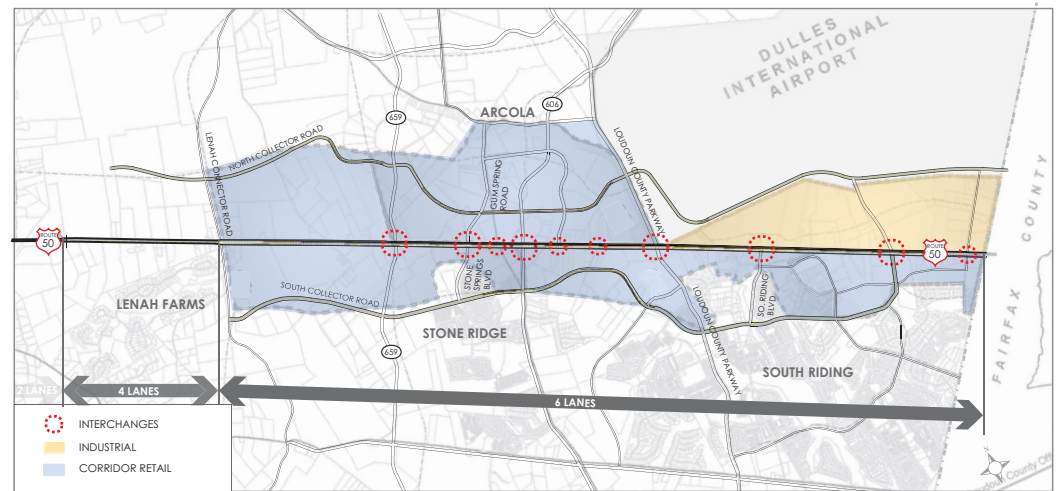 DULLES
INTERNATIONAL
AIRPORT
ARCOLA
606
659
NORTH COLLECTOR ROAD
LENAH CONNECTOR ROAD
GUM SPRING
ROAD
LOUDOUN COUNTY PARKWAY
FAIRFAX COUNTY
ROUTE
50
ROUTE
50
STONE
SPRINGS
BLVD
SO. RIDING
BLVD.
LOUDOUN COUNTY PARKWAY
SOUTH COLLECTOR ROAD
LENAH FARMS
STONE RIDGE
659
SOUTH RIDING
2 LANES
4 LANES
6 LANES
INTERCHANGES
INDUSTRIAL
CORRIDOR RETAIL
N